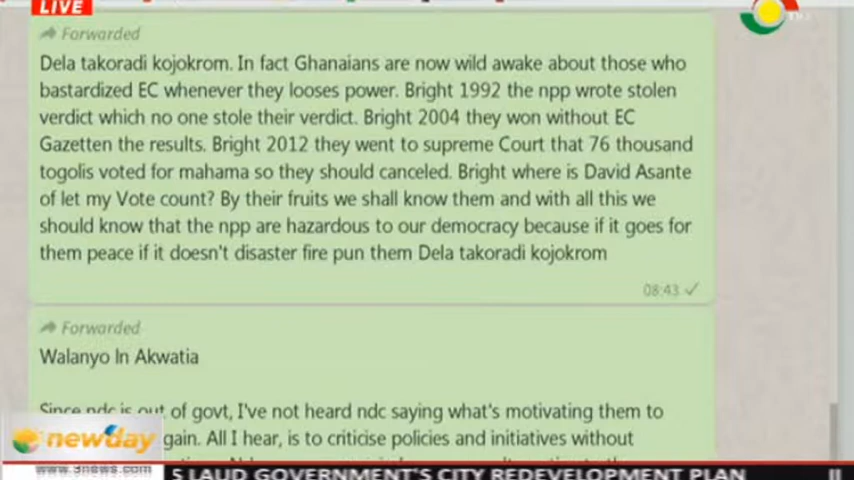 LIVE
Forwarded
Dela takoradi kojokrom. In fact Ghanaians are now wild awake about those who
bastardized EC whenever they looses power. Bright 1992 the npp wrote stolen
verdict which no one stole their verdict. Bright 2004 they won without EC
Gazetten the results. Bright 2012 they went to supreme Court that 76 thousand
togolis voted for mahama so they should canceled. Bright where is David Asante
of let my Vote count? By their fruits we shall know them and with all this we
should know that the npp are hazardous to our democracy because if it goes for
them peace if it doesn't disaster fire pun them Dela takoradi kojokrom
08:43
Forwarded
Walanyo In Akwatia
Since ndc is out of govt, I've not heard ndc saying what's motivating them to
gain. All I hear, is to criticise policies and initiatives without
newday
www.3news.com
S LAUD GOVERNMENT'S CITY REDEVELOPMENT PLAN